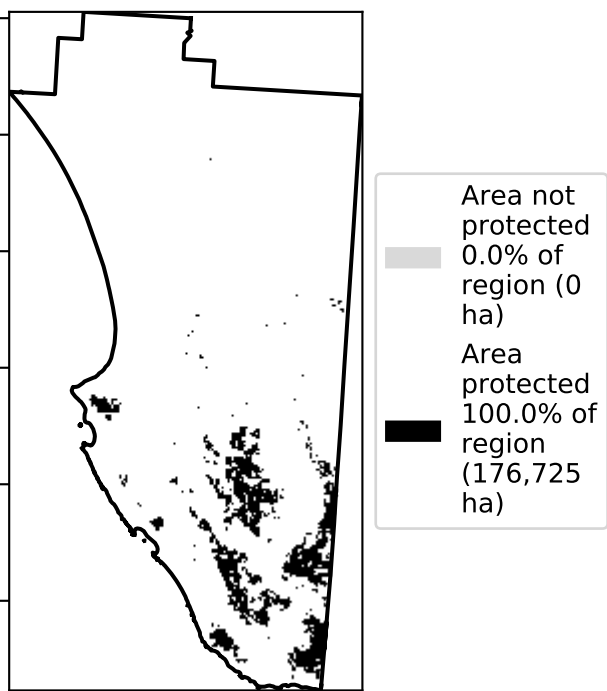 Area not
protected
0.0% of
region (0
ha)
Area
protected
100.0% of
region
(176,725
ha)